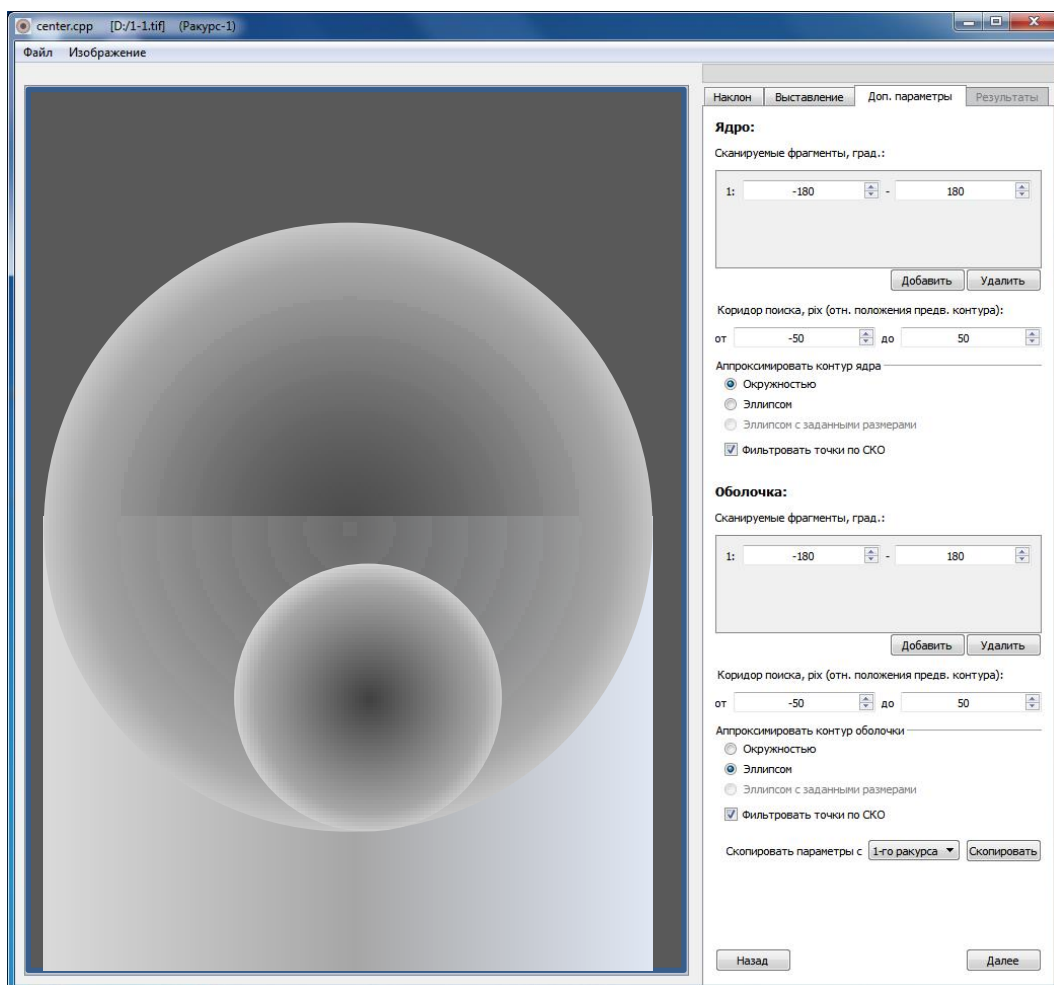 center.cpp [D:/1-1.tif] (Ракурс-1)
Файл Изображение
Наклон Выставление Доп. параметры Результаты
Ядро:
Сканируемые фрагменты, град.:
1: -180 - 180
Добавить Удалить
Коридор поиска, pix (отн. положения предв. контура):
от -50 до 50
Аппроксимировать контур ядра
Окружностью
Эллипсом
Эллипсом с заданными размерами
Фильтровать точки по СКО
Оболочка:
Сканируемые фрагменты, град.:
1: -180 - 180
Добавить Удалить
Коридор поиска, pix (отн. положения предв. контура):
от -50 до 50
Аппроксимировать контур оболочки
Окружностью
Эллипсом
Эллипсом с заданными размерами
Фильтровать точки по СКО
Скопировать параметры с 1-го ракурса Скопировать
Назад Далее